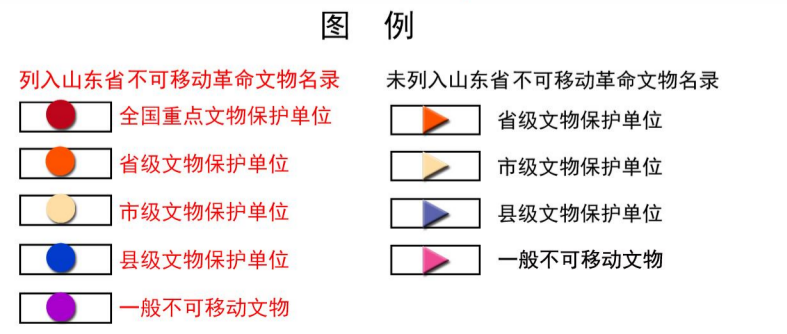 图 例
列入山东省不可移动革命文物名录
全国重点文物保护单位
省级文物保护单位
市级文物保护单位
县级文物保护单位
一般不可移动文物
未列入山东省不可移动革命文物名录
省级文物保护单位
市级文物保护单位
县级文物保护单位
一般不可移动文物